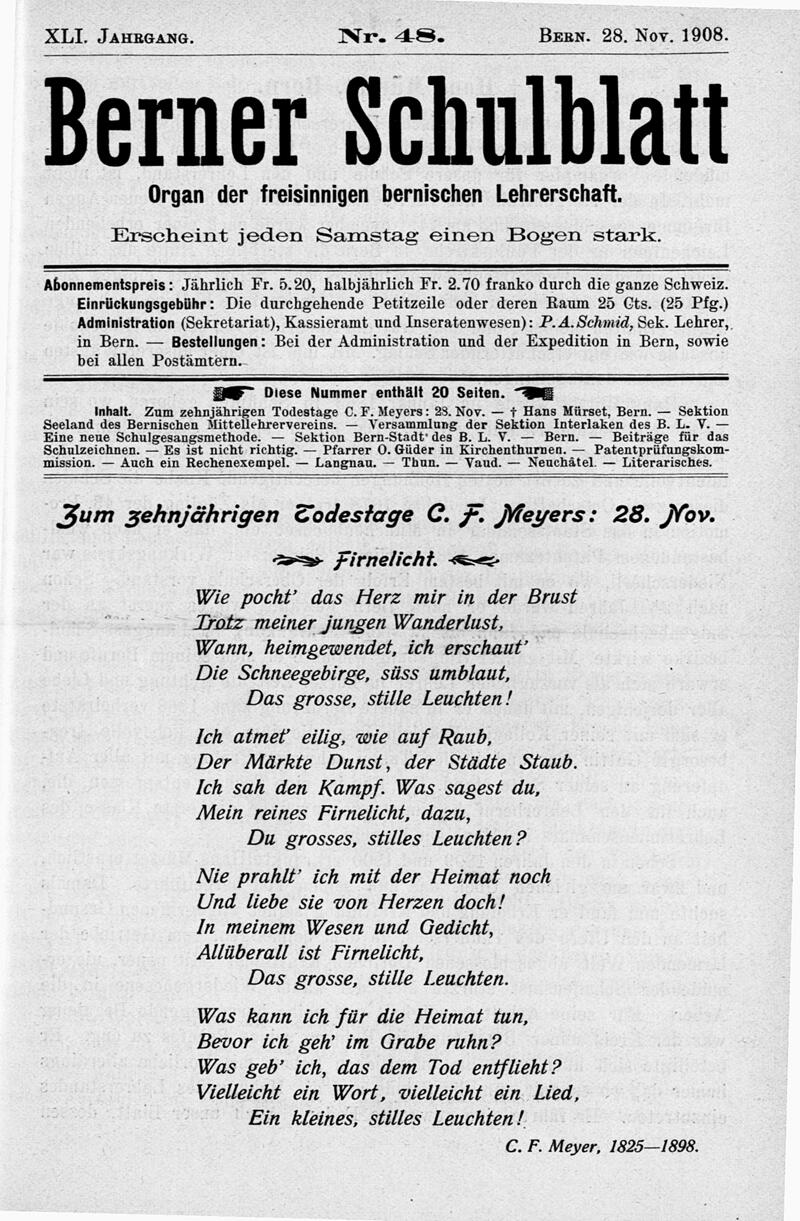 XLI. Jahrgang. Nr. 48. Bern. 28. Nov. 1908.
Berner Schulblatt
Organ der freisinnigen bernischen Lehrerschaft.
Erscheint jeden Samstag einen Bogen stark.
Abonnementspreis: Jährlich Fr. 5.20, halbjährlich Fr. 2.70 franko durch die ganze Schweiz.
Einrückungsgebühr: Die durchgehende Petitzeile oder deren Raum 25 Cts. (25 Pfg.)
Administration (Sekretariat), Kassieramt und Inseratenwesen): P. A. Schmid, Sek. Lehrer,
in Bern. — Bestellungen: Bei der Administration und der Expedition in Bern, sowie
bei allen Postämtern.
Diese Nummer enthält 20 Seiten.
Inhalt. Zum zehnjährigen Todestage C. F. Meyers: 28. Nov. — † Hans Mürset, Bern. — Sektion
Seeland des Bernischen Mittellehrervereins. — Versammlung der Sektion Interlaken des B. L. V. —
Eine neue Schulgesangsmethode. — Sektion Bern-Stadt des B. L. V. — Bern. — Beiträge für das
Schulzeichnen. — Es ist nicht richtig. — Pfarrer O. Güder in Kirchenthurnen. — Patentprüfungskom-
mission. — Auch ein Rechenexempel. — Langnau. — Thun. — Vaud. — Neuchâtel. — Literarisches.
Zum zehnjährigen Todestage C. F. Meyers: 28. Nov.
Firnelicht.
Wie pocht' das Herz mir in der Brust
Trotz meiner jungen Wanderlust,
Wann, heimgewendet, ich erschaut'
Die Schneegebirge, süss umblaut,
Das grosse, stille Leuchten!
Ich atmet' eilig, wie auf Raub,
Der Märkte Dunst, der Städte Staub.
Ich sah den Kampf. Was sagest du,
Mein reines Firnelicht, dazu,
Du grosses, stilles Leuchten?
Nie prahlt' ich mit der Heimat noch
Und liebe sie von Herzen doch!
In meinem Wesen und Gedicht,
Allüberall ist Firnelicht,
Das grosse, stille Leuchten.
Was kann ich für die Heimat tun,
Bevor ich geh' im Grabe ruhn?
Was geb' ich, das dem Tod entflieht?
Vielleicht ein Wort, vielleicht ein Lied,
Ein kleines, stilles Leuchten!
C. F. Meyer, 1825—1898.